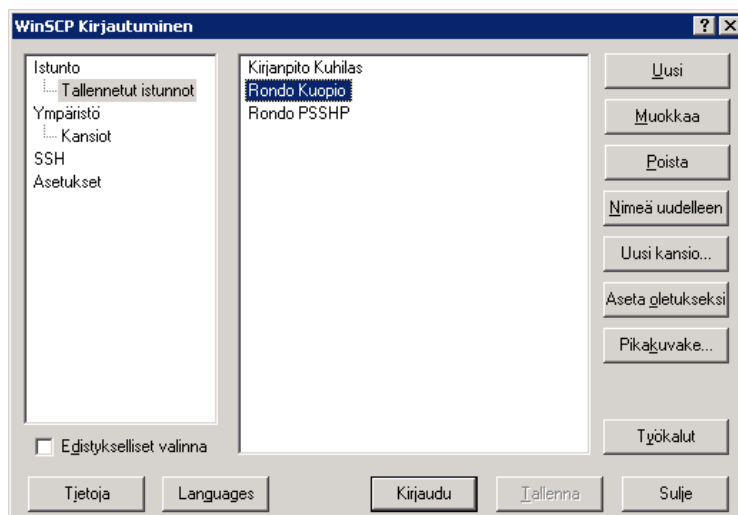 WinSCP Kirjautuminen
Istunto
Tallennetut istunnot
Ympäristö
Kansiot
SSH
Asetukset
Edistykselliset valinna
Kirjanpito Kuhilas
Rondo Kuopio
Rondo PSSHP
Uusi
Muokkaa
Poista
Nimeä uudelleen
Uusi kansio...
Aseta oletukseksi
Pikakuvake...
Työkalut
Tietoja
Languages
Kirjaudu
Tallenna
Sulje